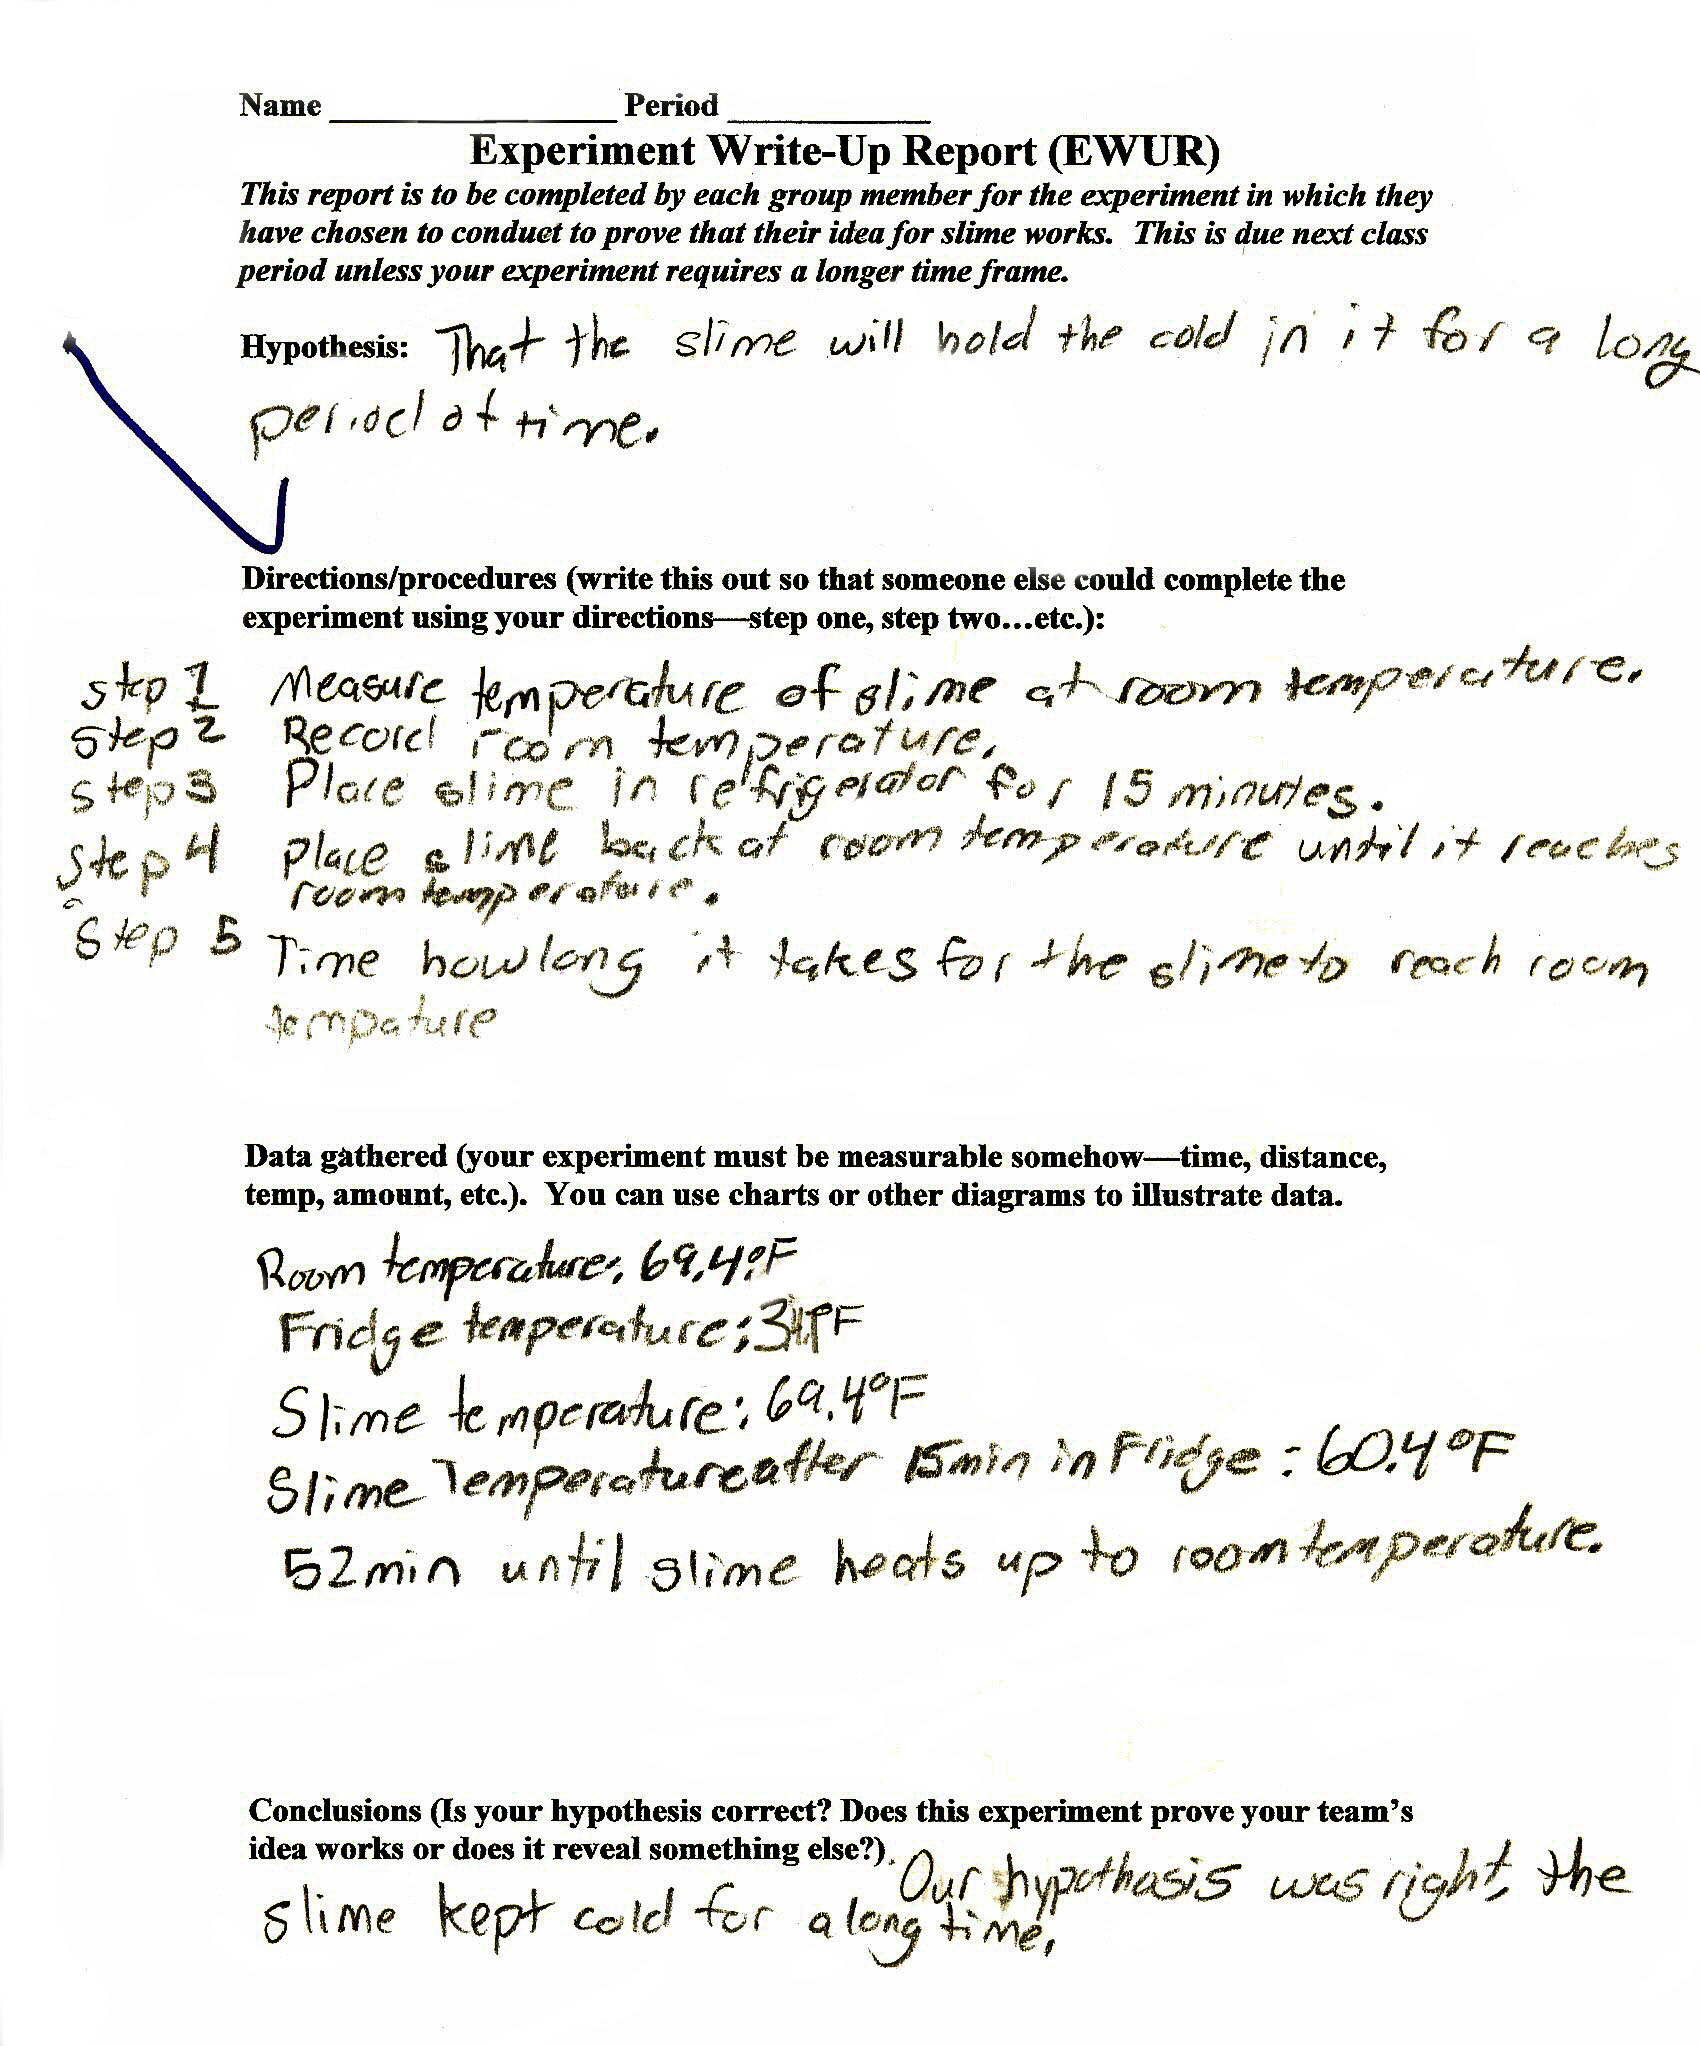 Name ________________ Period ____________
Experiment Write-Up Report (EWUR)
This report is to be completed by each group member for the experiment in which they
have chosen to conduct to prove that their idea for slime works.  This is due next class
period unless your experiment requires a longer time frame.
Hypothesis: That the slime will hold the cold in it for a long
period of time.
Directions/procedures (write this out so that someone else could complete the
experiment using your directions—step one, step two…etc.):
step 1 Measure temperature of slime at room temperature.
step 2 Record room temperature.
step 3 Place slime in refrigerator for 15 minutes.
step 4 place slime back at room temperature until it reaches
room temperature.
Step 5 Time how long it takes for the slime to reach room
tempature
Data gathered (your experiment must be measurable somehow—time, distance,
temp, amount, etc.).  You can use charts or other diagrams to illustrate data.
Room temperature: 69.4°F
Fridge temperature:
Slime temperature: 69.4°F
Slime Temperature after 15min in Fridge: 60.4°F
52min until slime heats up to room temperature.
Conclusions (Is your hypothesis correct? Does this experiment prove your team's
idea works or does it reveal something else?).
Our hypothasis was right, the
slime kept cold for a long time.